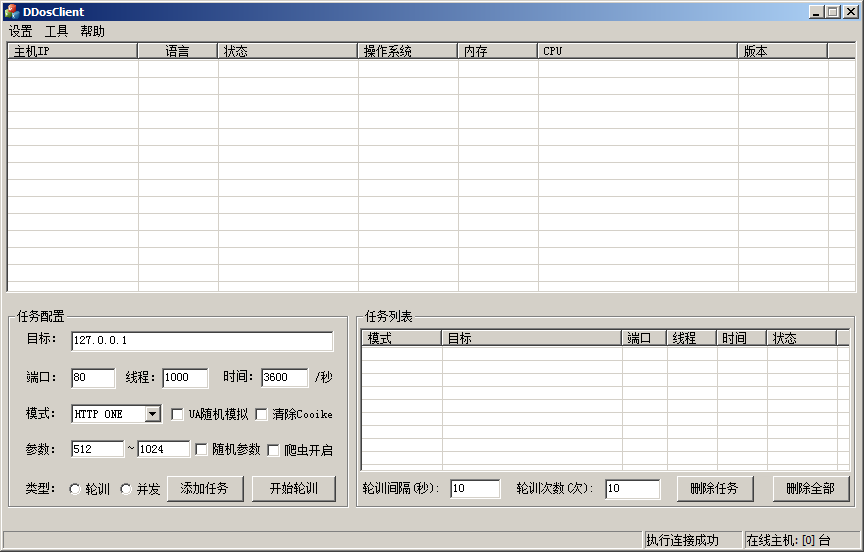 DDosClient
设置 工具 帮助
主机IP 语言 状态 操作系统 内存 CPU 版本
任务配置
目标: 127.0.0.1
端口: 80 线程: 1000 时间: 3600 /秒
模式: HTTP ONE UA随机模拟 清除Cooike
参数: 512 ~ 1024 随机参数 爬虫开启
类型: 轮训 并发 添加任务 开始轮训
任务列表
模式 目标 端口 线程 时间 状态
轮训间隔(秒): 10 轮训次数(次): 10 删除任务 删除全部
执行连接成功 在线主机: [0] 台